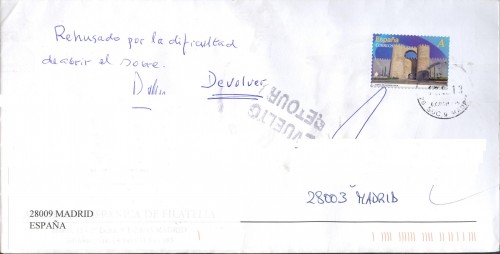 Rehusado por la dificultad
de abrir el sobre.
Devolver
España
A
VUELTO
RETOUR
28003 MADRID
28009 MADRID
ESPAÑA